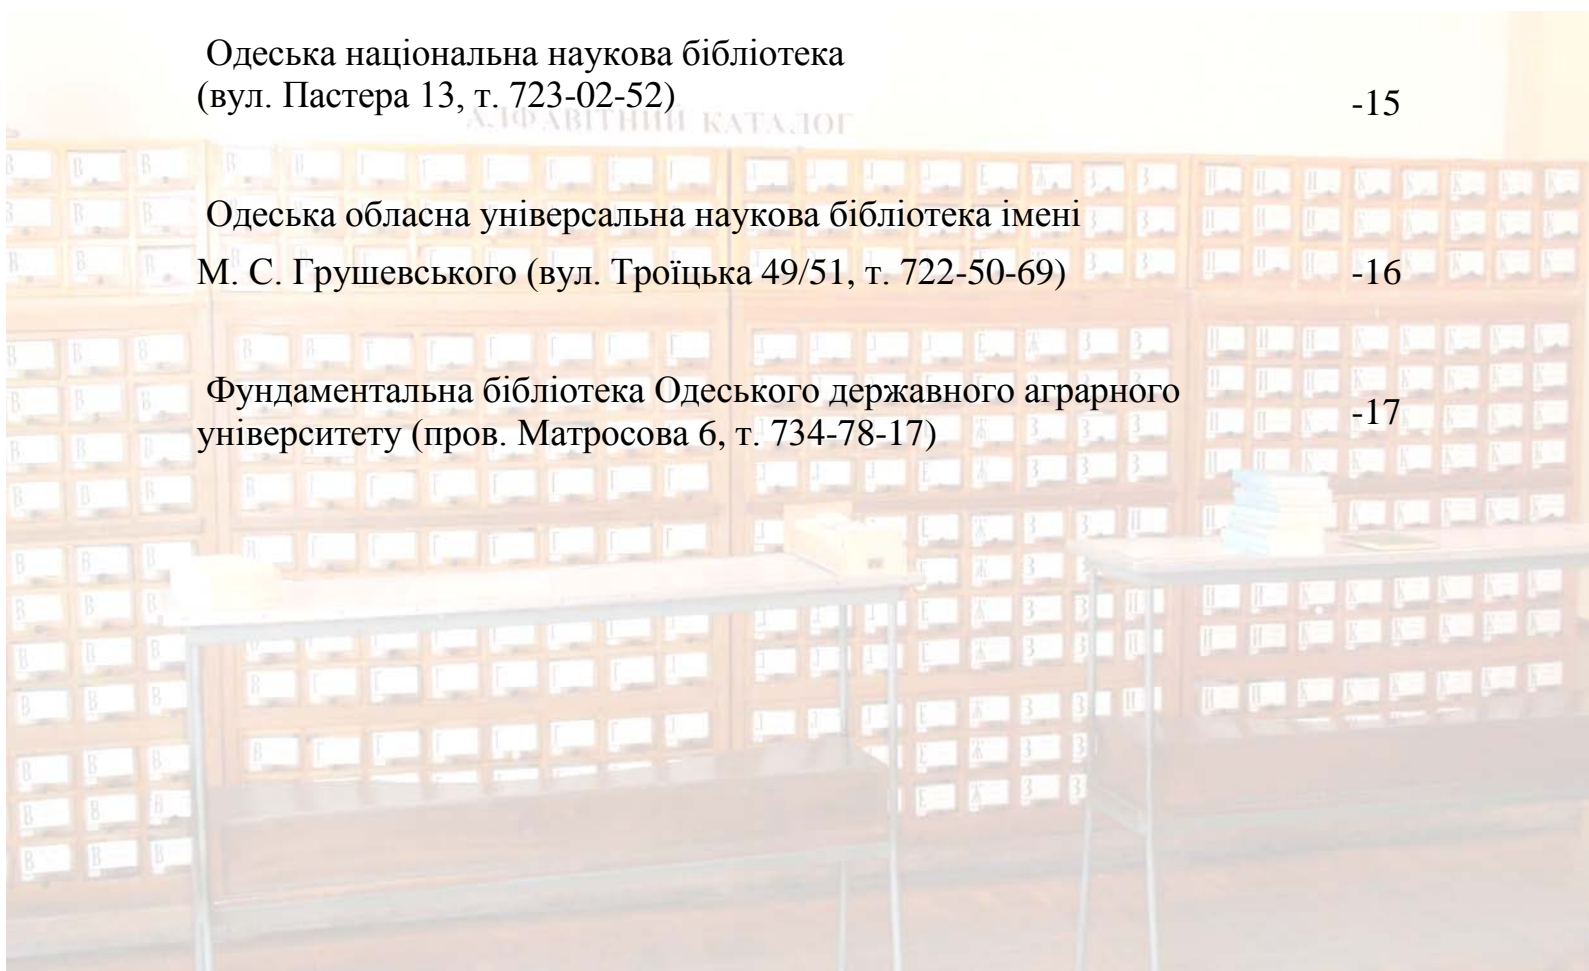 Одеська національна наукова бібліотека
(вул. Пастера 13, т. 723-02-52)
-15
АЛФАВІТНИЙ КАТАЛОГ
Одеська обласна універсальна наукова бібліотека імені
М. С. Грушевського (вул. Троїцька 49/51, т. 722-50-69)
-16
Фундаментальна бібліотека Одеського державного аграрного
університету (пров. Матросова 6, т. 734-78-17)
-17